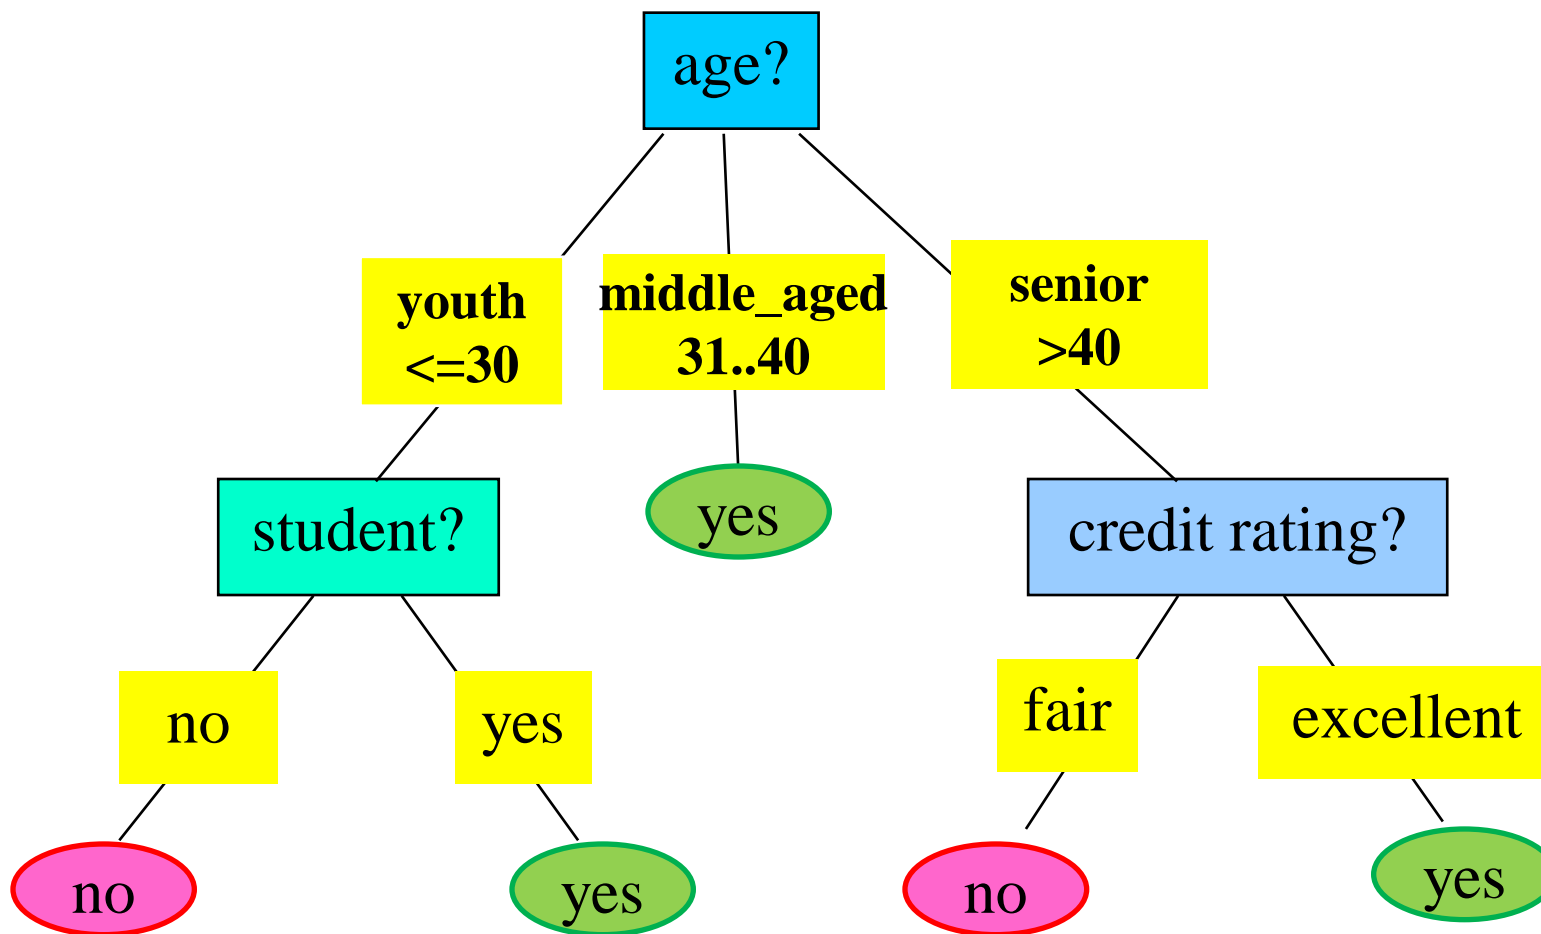 age?
youth
<=30
middle_aged
31..40
senior
>40
student?
yes
credit rating?
no
yes
fair
excellent
no
yes
no
yes